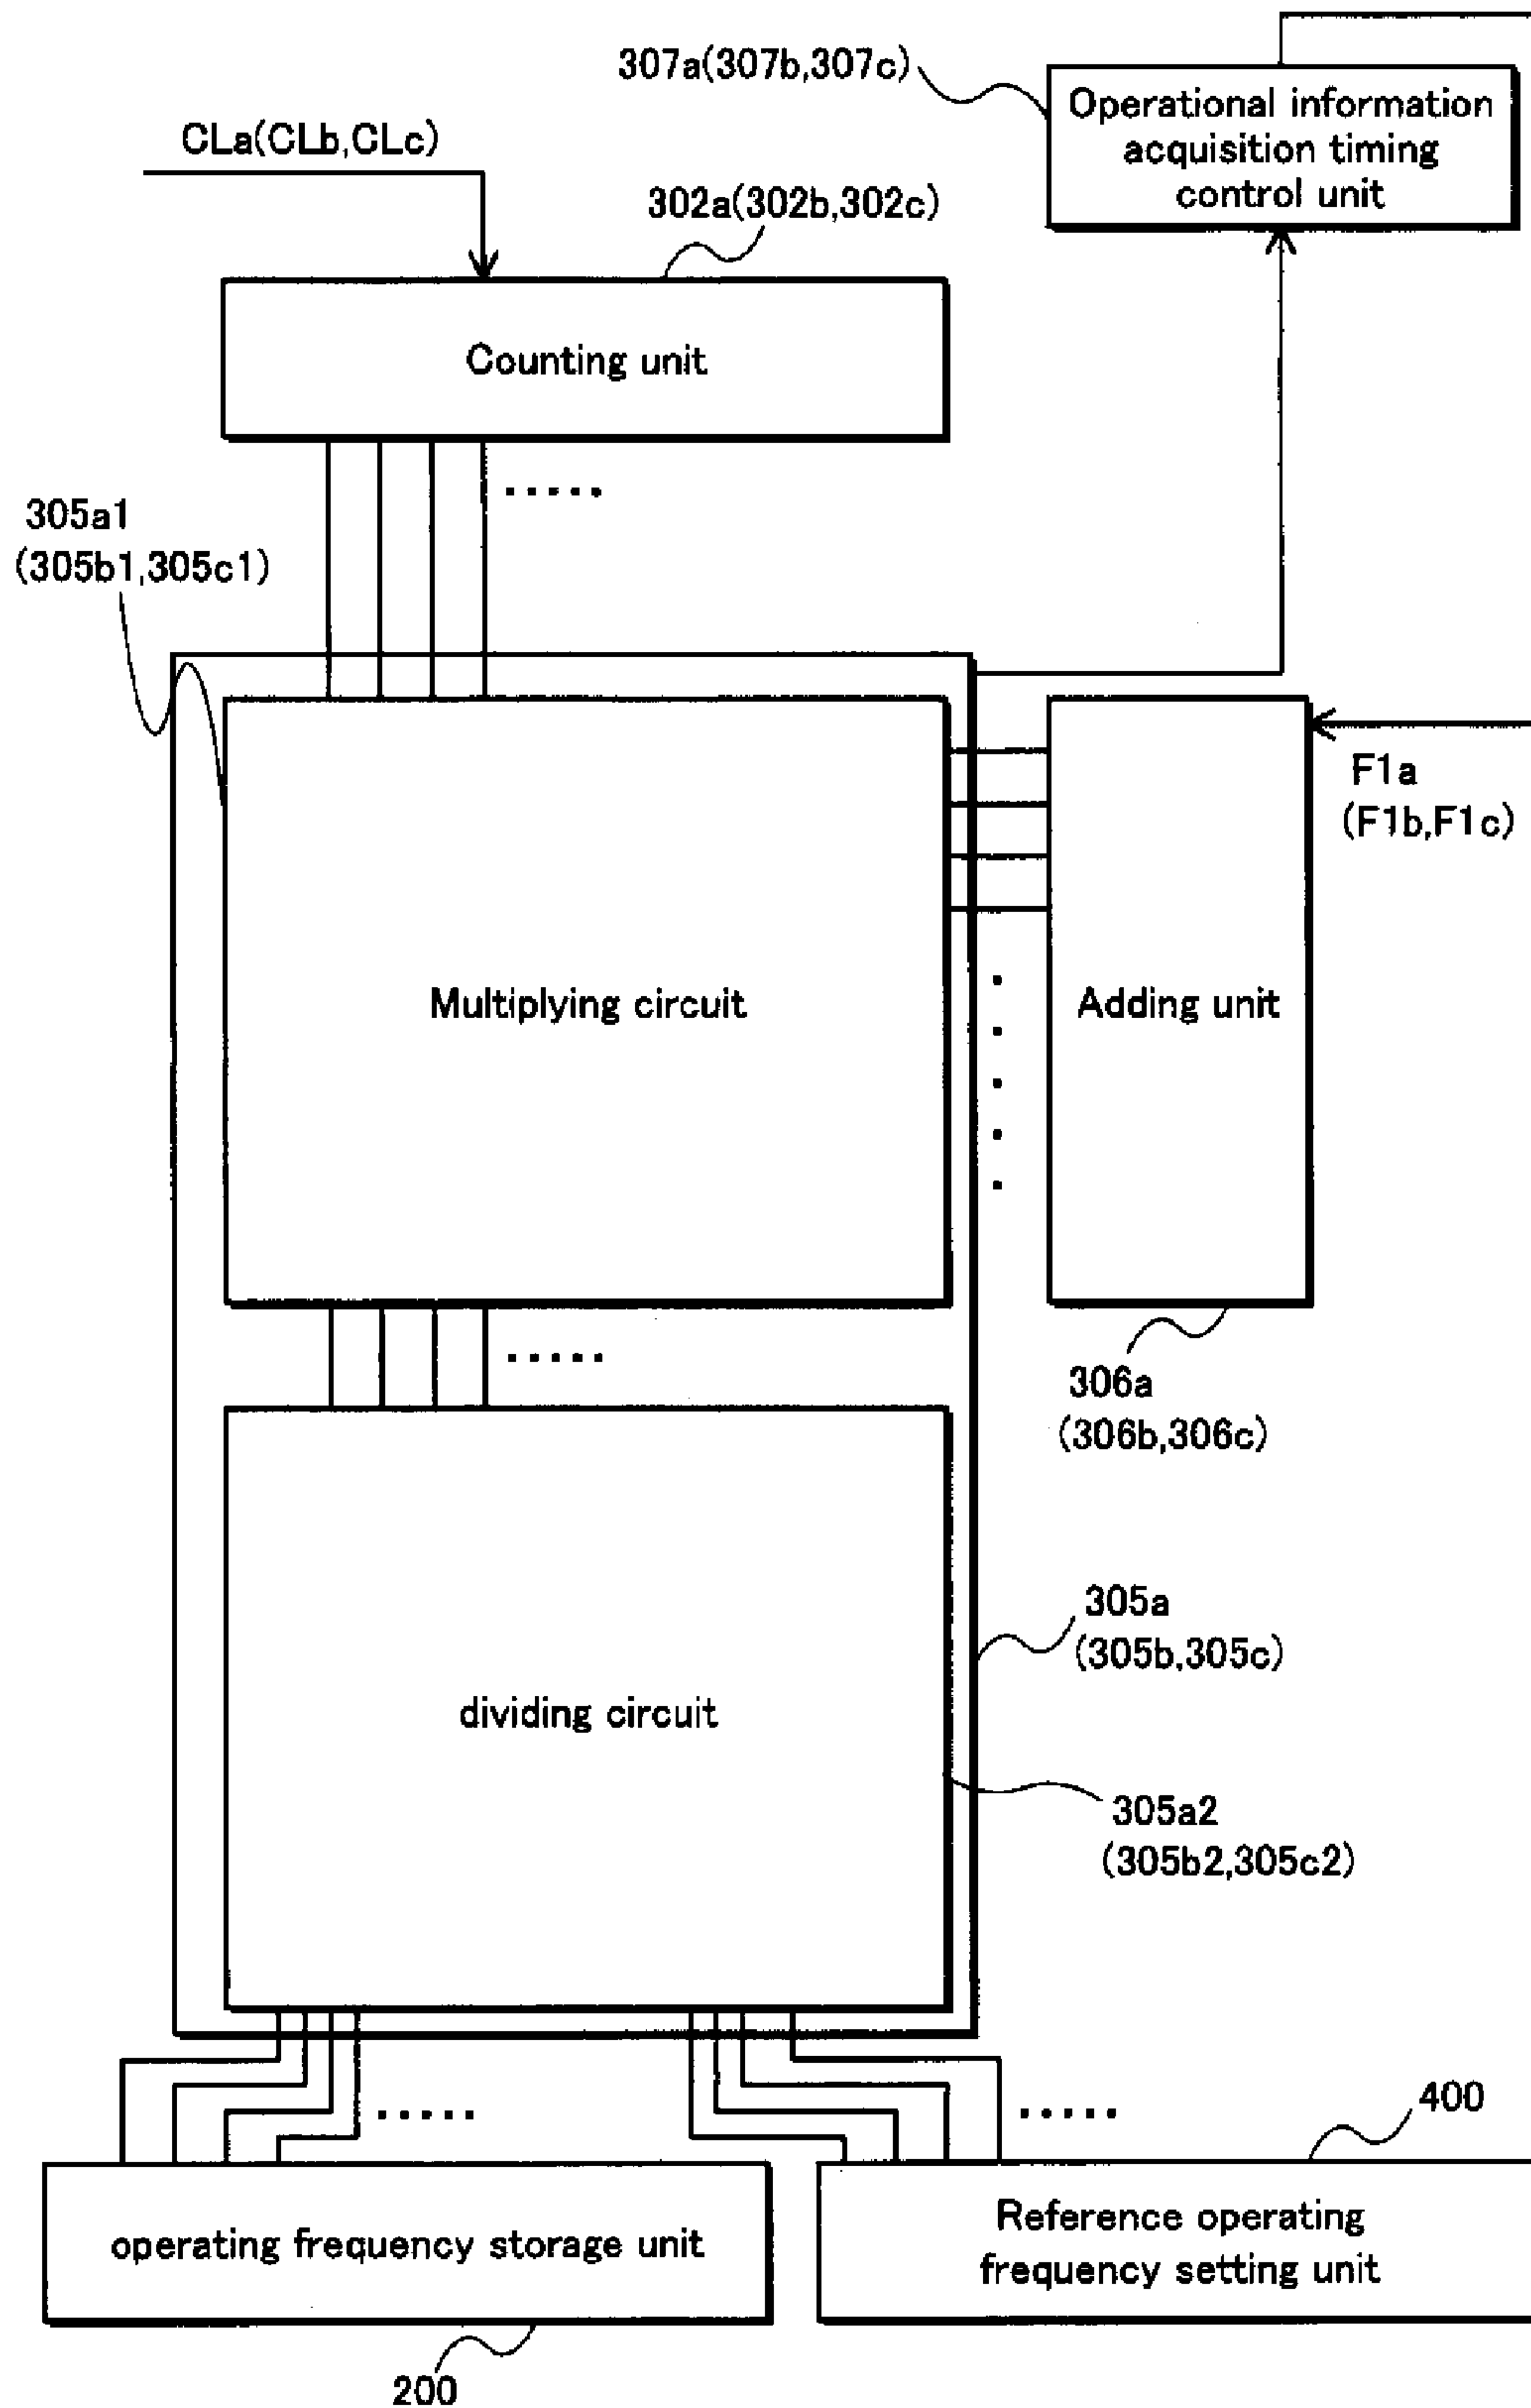 307a(307b,307c)
Operational information
acquisition timing
control unit
CLa(CLb,CLc)
302a(302b,302c)
Counting unit
305a1
(305b1,305c1)
F1a
(F1b,F1c)
Multiplying circuit
Adding unit
306a
(306b,306c)
305a
(305b,305c)
dividing circuit
305a2
(305b2,305c2)
400
operating frequency storage unit
Reference operating
frequency setting unit
200